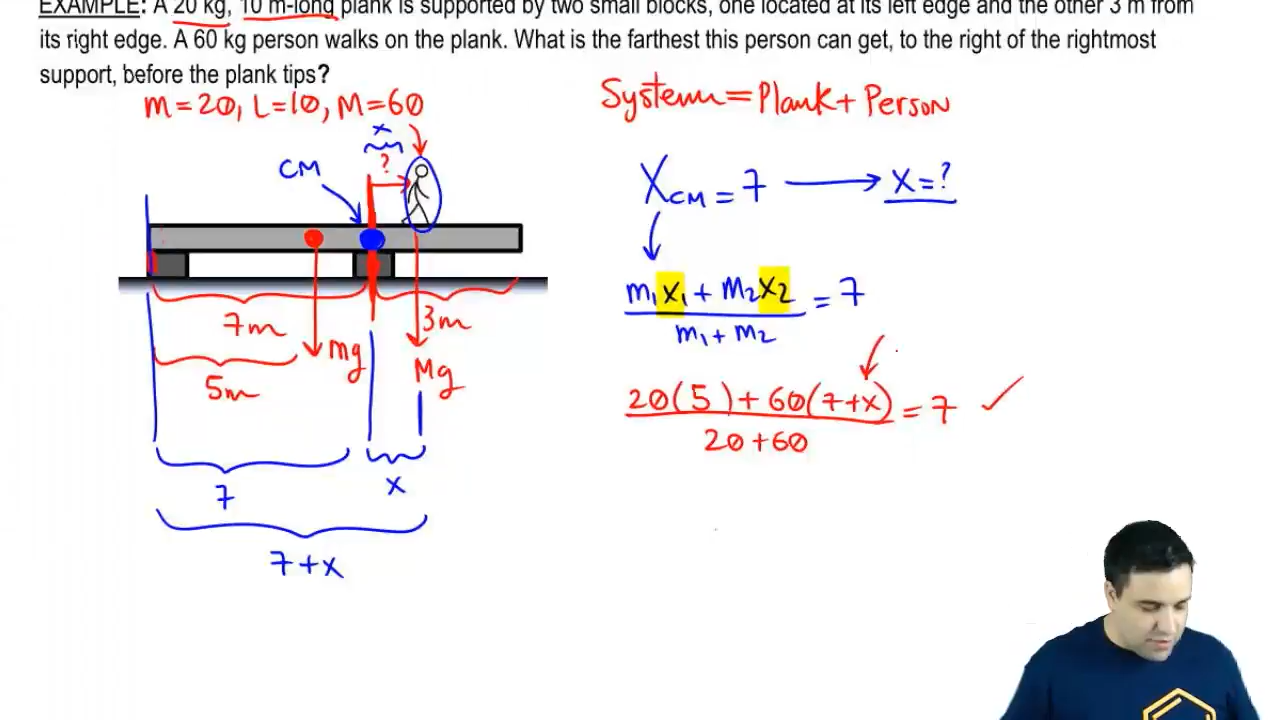 EXAMPLE: A 20 kg, 10 m-long plank is supported by two small blocks, one located at its left edge and the other 3 m from
its right edge. A 60 kg person walks on the plank. What is the farthest this person can get, to the right of the rightmost
support, before the plank tips?
m = 20, L = 10, M = 60
System = Plank + Person
x
?
CM
X_CM = 7 → x = ?
m₁x₁ + m₂x₂ = 7
m₁ + m₂
7m
3m
5m
mg
Mg
20(5) + 60(7+x) = 7 ✓
20 + 60
7
x
7+x